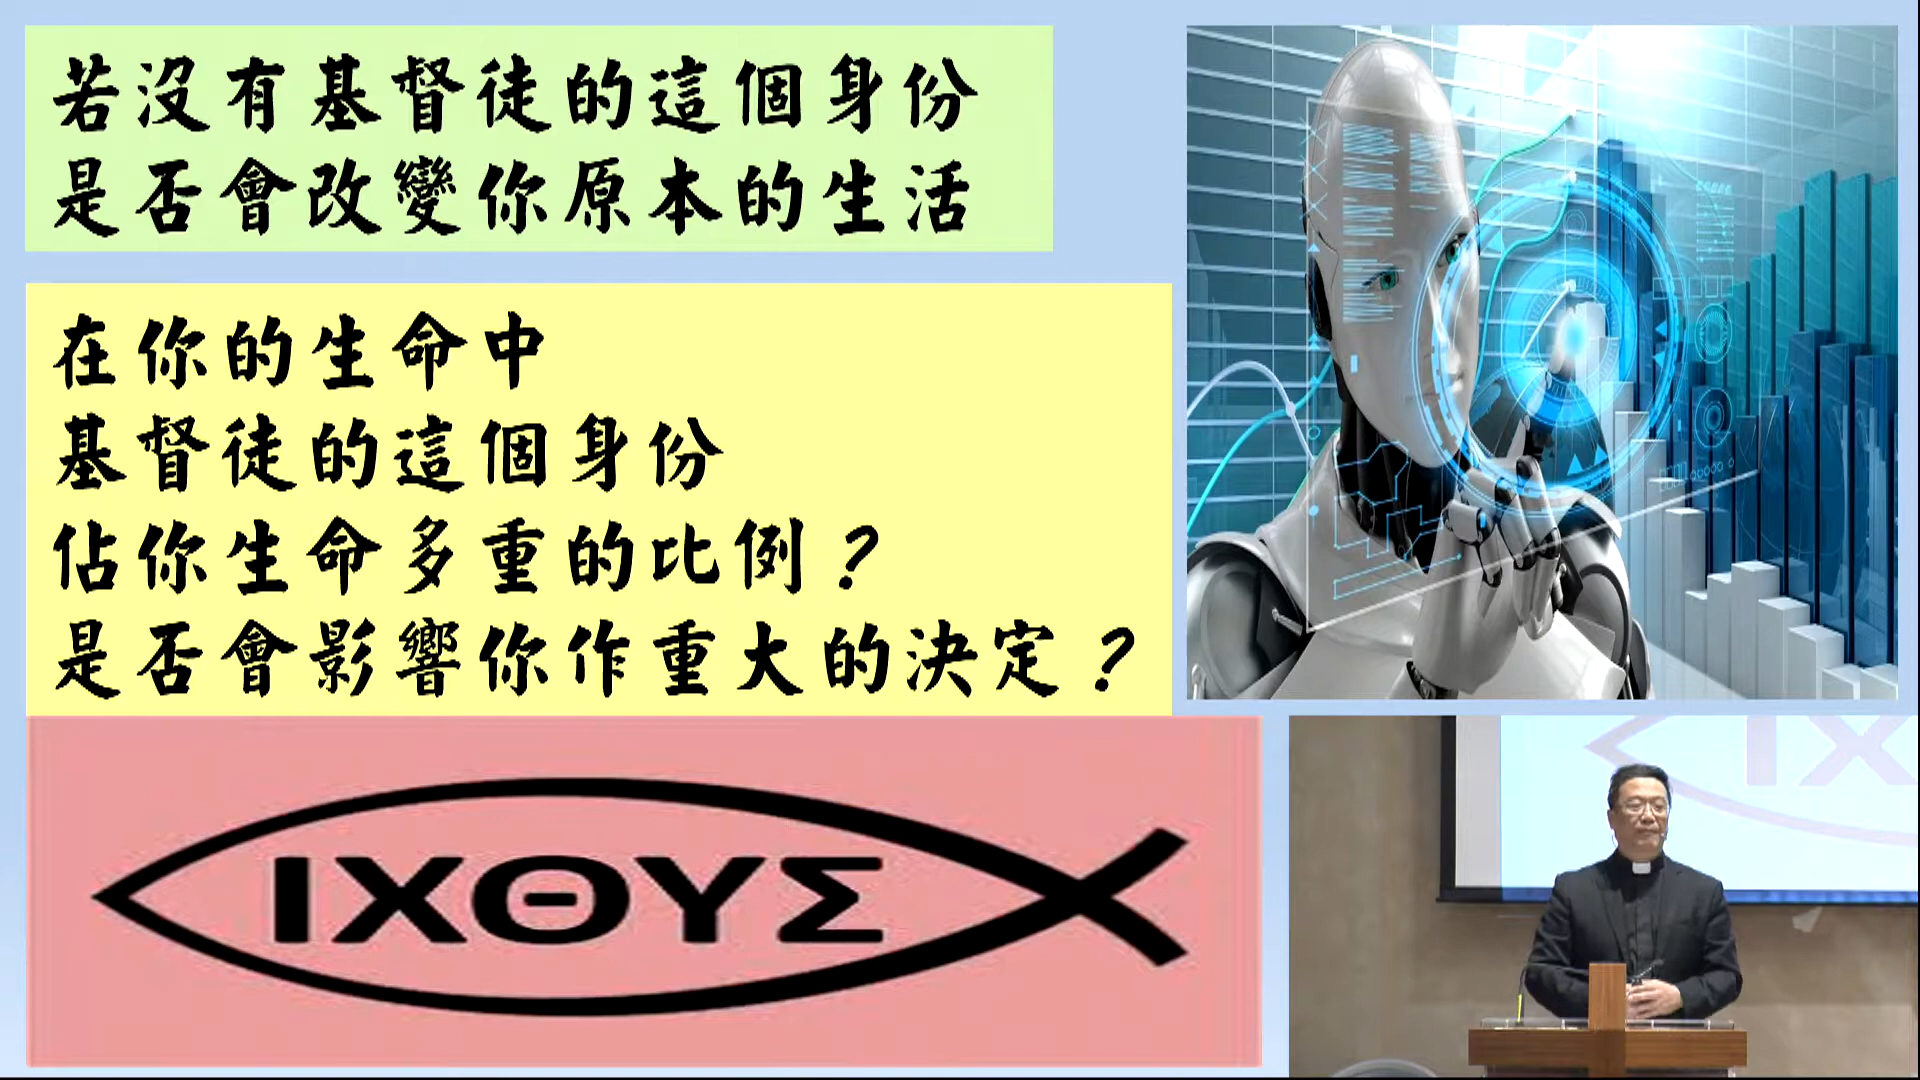 若沒有基督徒的這個身份
是否會改變你原本的生活
在你的生命中
基督徒的這個身份
佔你生命多重的比例？
是否會影響你作重大的決定？
ΙΧΘΥΣ
ΙΧ